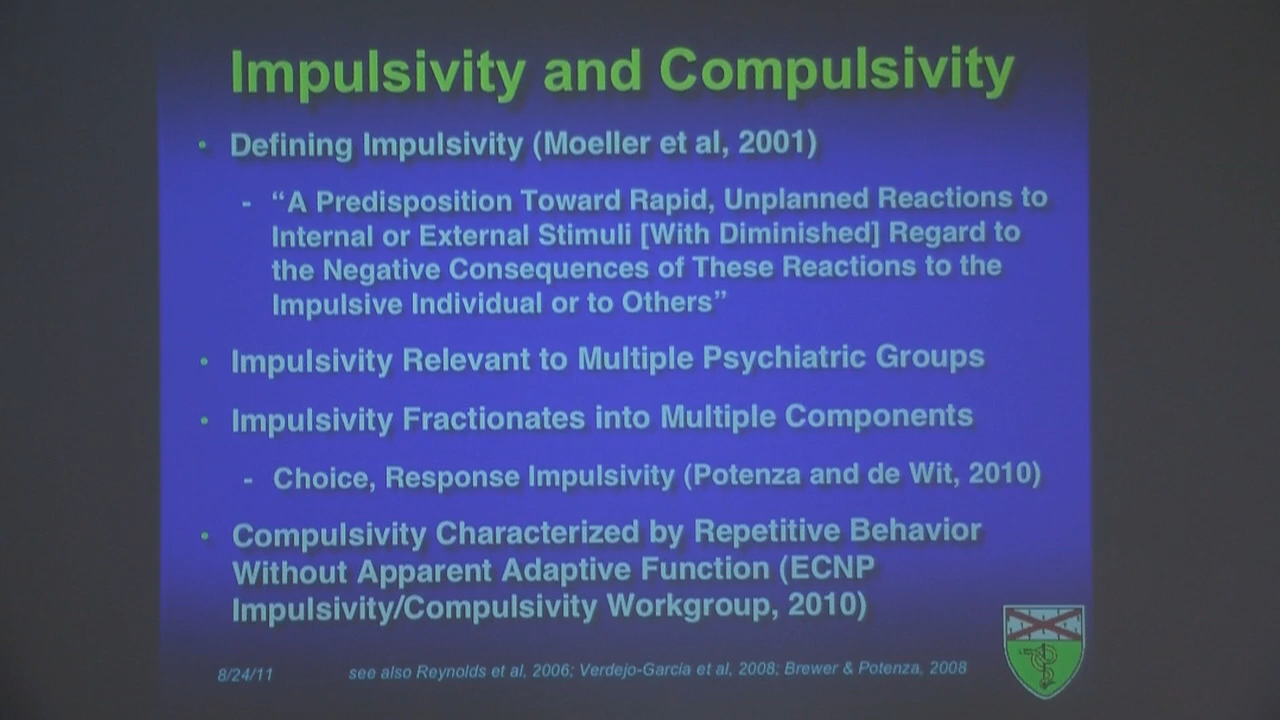 Impulsivity and Compulsivity
• Defining Impulsivity (Moeller et al, 2001)
- “A Predisposition Toward Rapid, Unplanned Reactions to
Internal or External Stimuli [With Diminished] Regard to
the Negative Consequences of These Reactions to the
Impulsive Individual or to Others”
• Impulsivity Relevant to Multiple Psychiatric Groups
• Impulsivity Fractionates into Multiple Components
- Choice, Response Impulsivity (Potenza and de Wit, 2010)
• Compulsivity Characterized by Repetitive Behavior
Without Apparent Adaptive Function (ECNP
Impulsivity/Compulsivity Workgroup, 2010)
8/24/11 see also Reynolds et al, 2006; Verdejo-Garcia et al, 2008; Brewer & Potenza, 2008